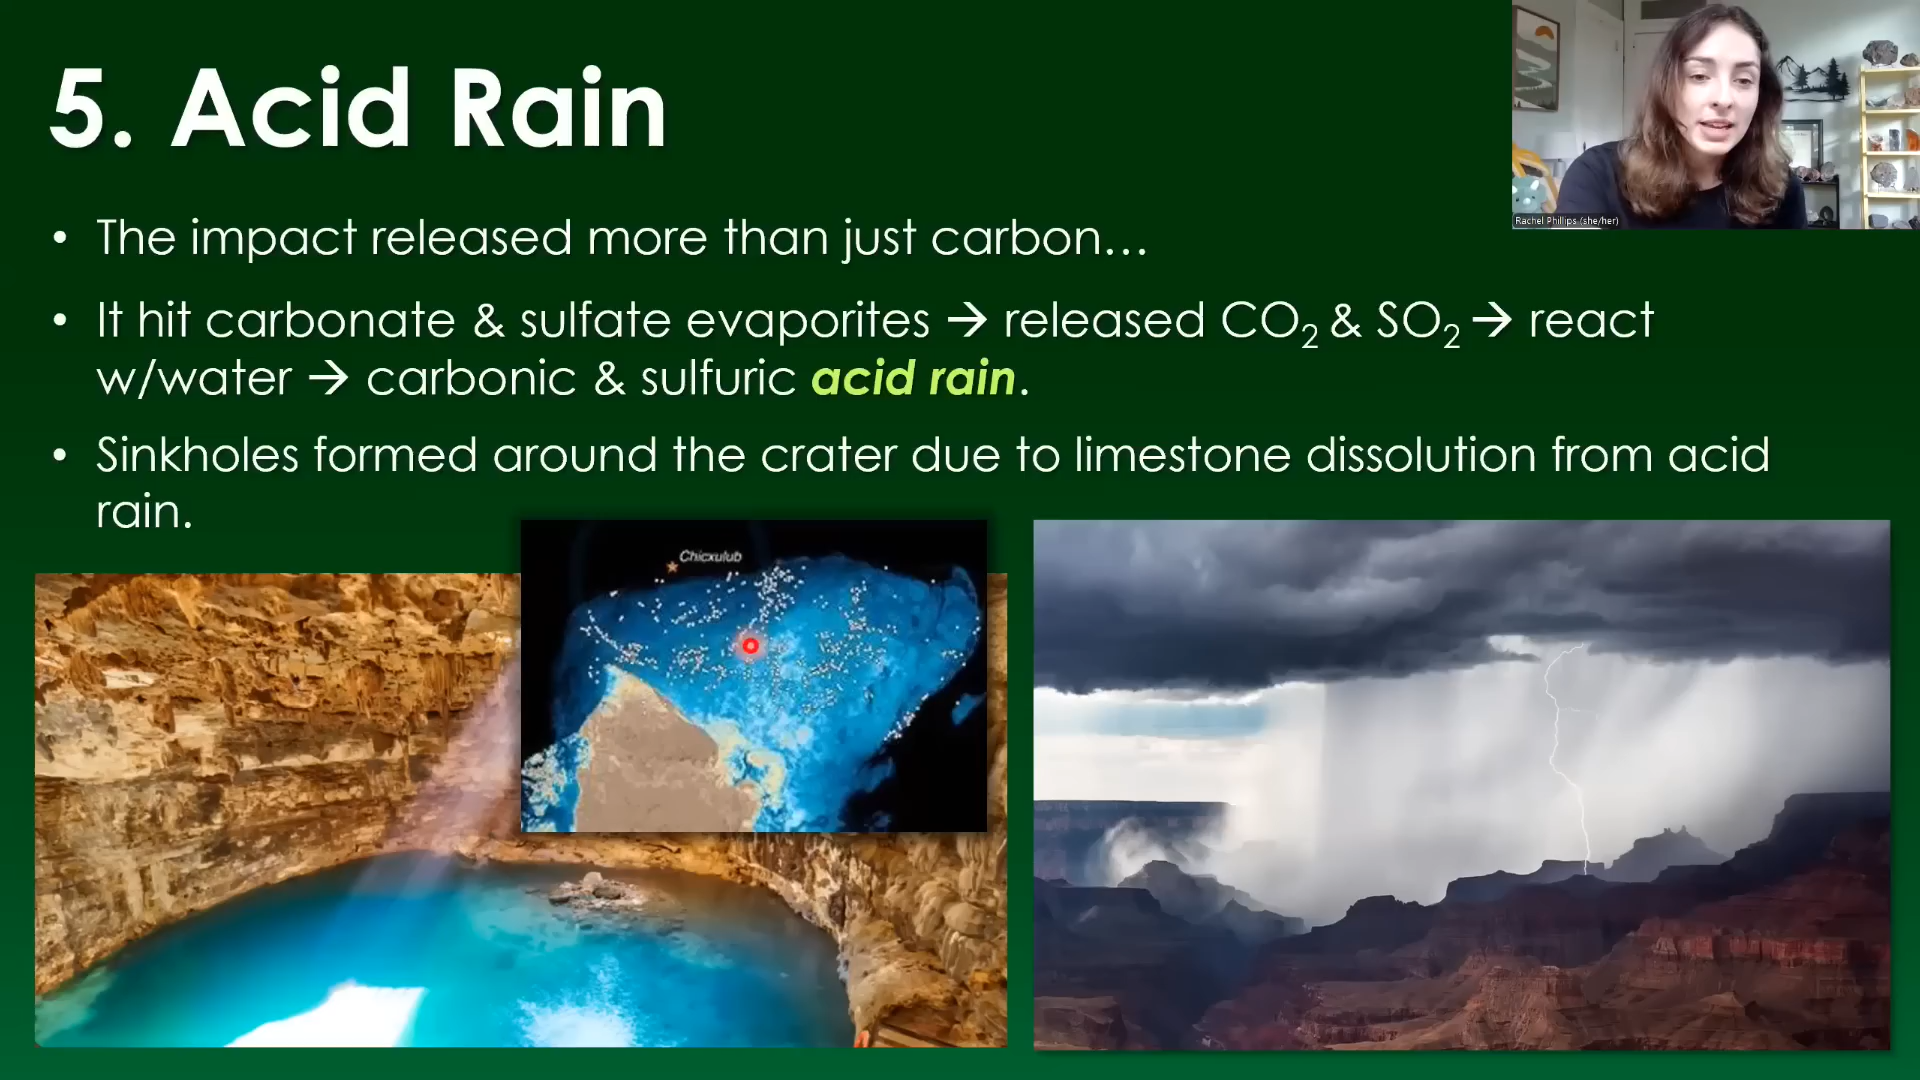 5. Acid Rain
Rachel Phillips (she/her)
• The impact released more than just carbon…
• It hit carbonate & sulfate evaporites → released CO₂ & SO₂ → react
w/water → carbonic & sulfuric acid rain.
• Sinkholes formed around the crater due to limestone dissolution from acid
rain.
Chicxulub